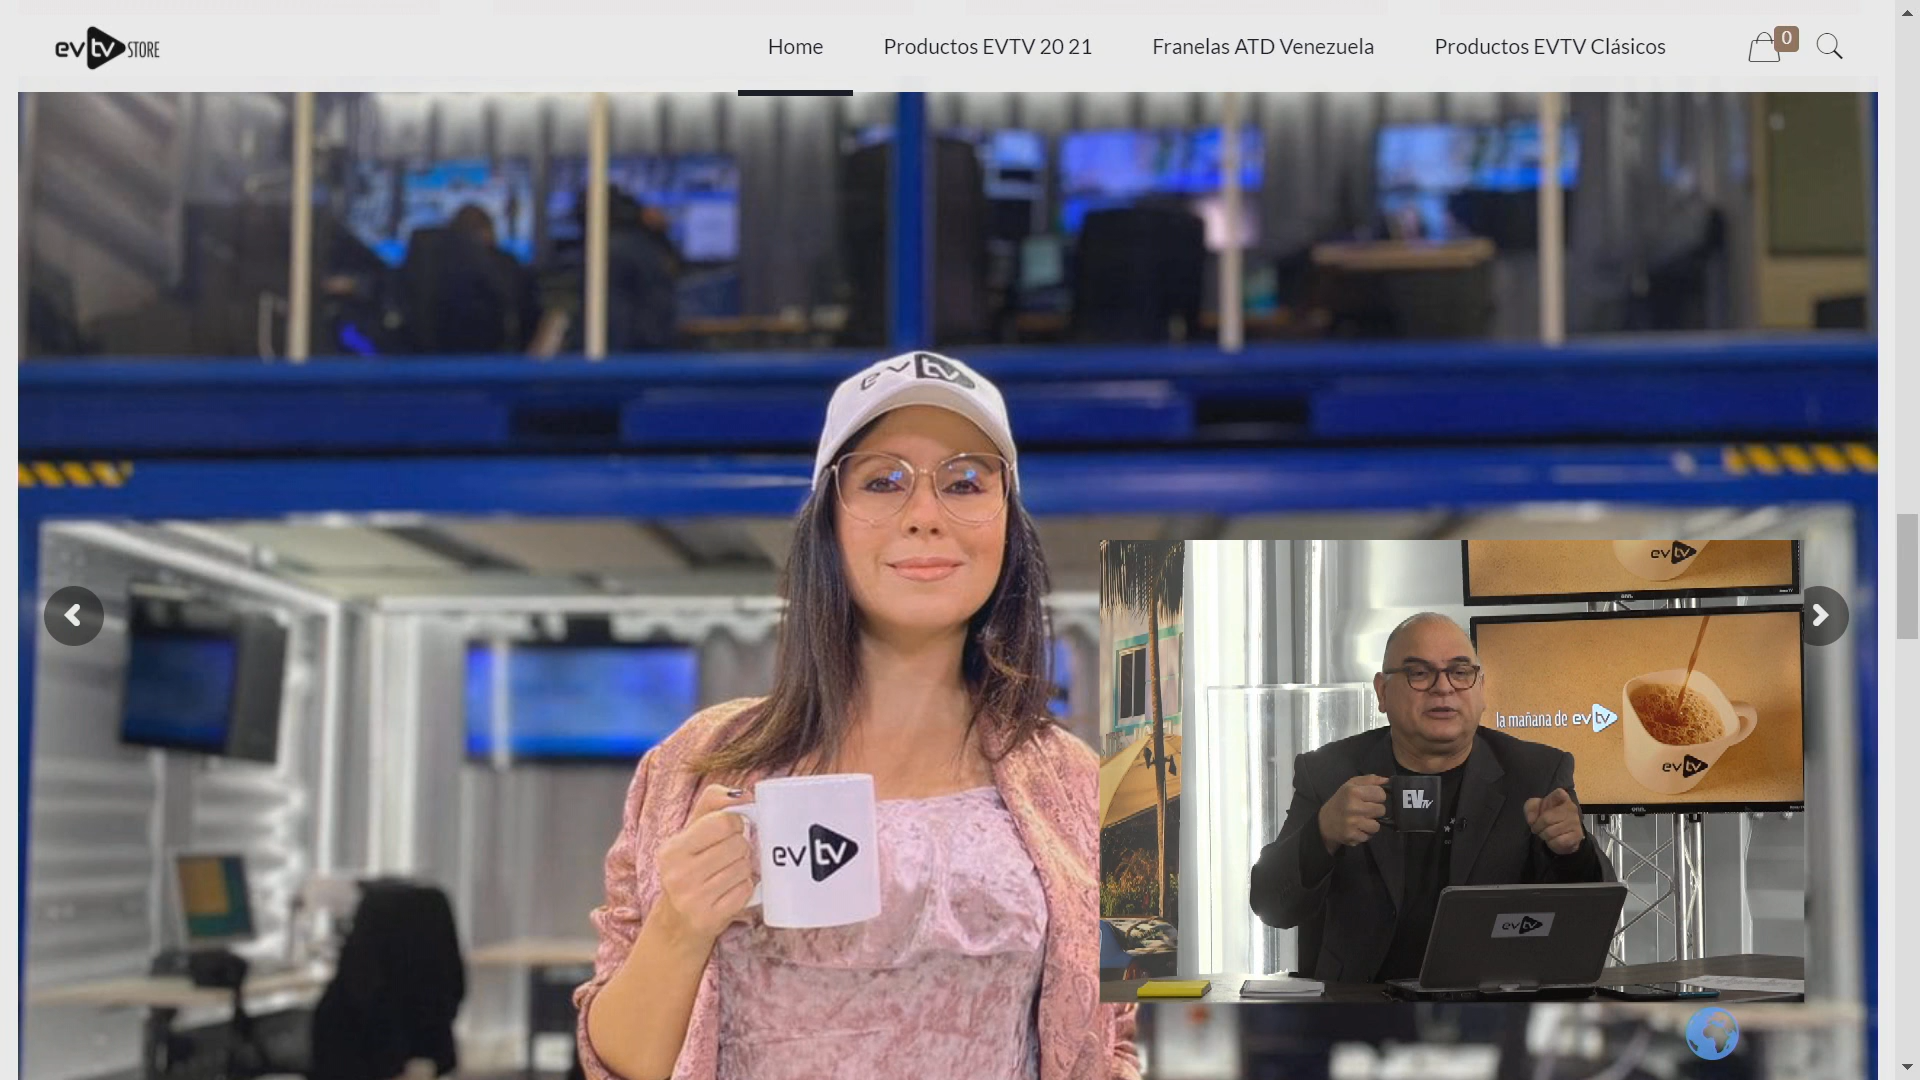 evtv STORE
Home
Productos EVTV 20 21
Franelas ATD Venezuela
Productos EVTV Clásicos
0
evtv
evtv
evtv
la mañana de evtv
evtv
EVTV
evtv